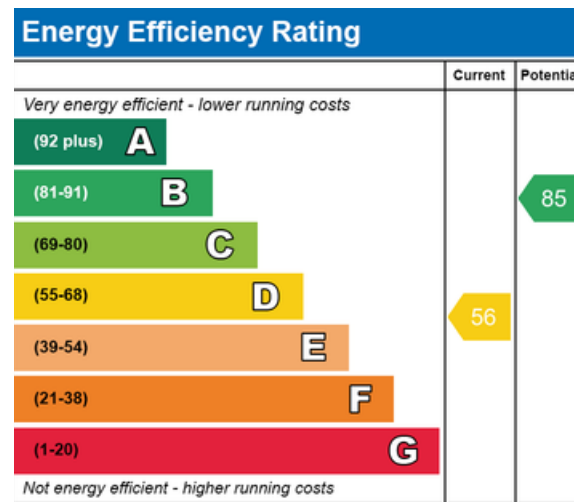 Energy Efficiency Rating
Current Potentia
Very energy efficient - lower running costs
(92 plus) A
(81-91) B 85
(69-80) C
(55-68) D 56
(39-54) E
(21-38) F
(1-20) G
Not energy efficient - higher running costs